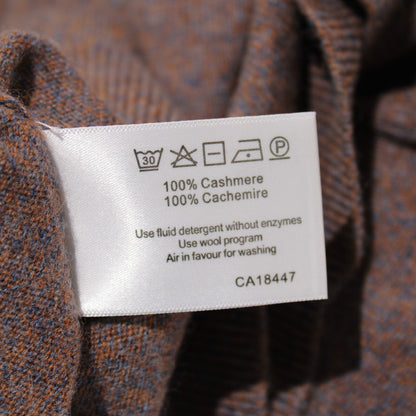 30 P
100% Cashmere
100% Cachemire
Use fluid detergent without enzymes
Use wool program
Air in favour for washing
CA18447